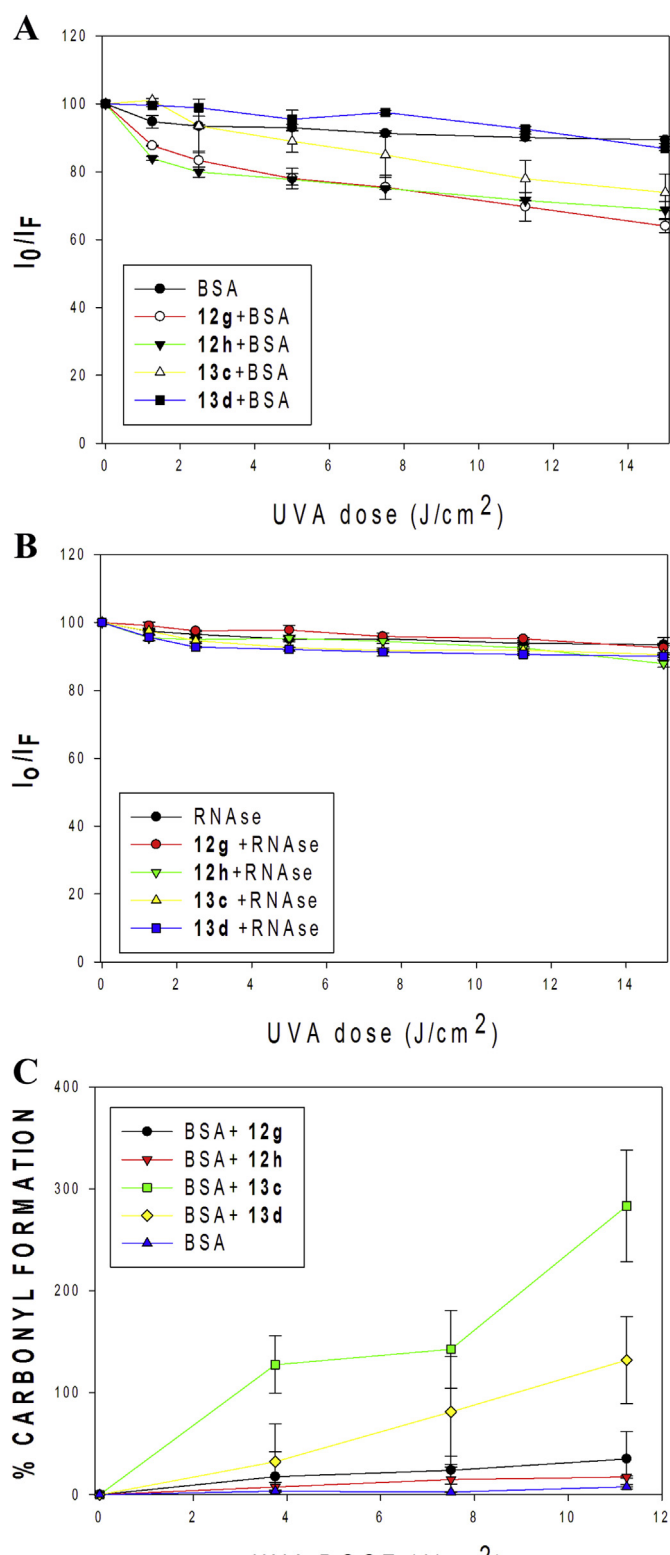 A
120
100
80
60
40
20
0
I0/IF
BSA
12g+BSA
12h+BSA
13c+BSA
13d+BSA
0 2 4 6 8 10 12 14
UVA dose (J/cm2)
B
120
100
80
60
40
20
0
I0/IF
RNAse
12g +RNAse
12h+RNAse
13c +RNAse
13d +RNAse
0 2 4 6 8 10 12 14
UVA dose (J/cm2)
C
400
300
200
100
0
% CARBONYL FORMATION
BSA+ 12g
BSA+ 12h
BSA+ 13c
BSA+ 13d
BSA
0 2 4 6 8 10 12